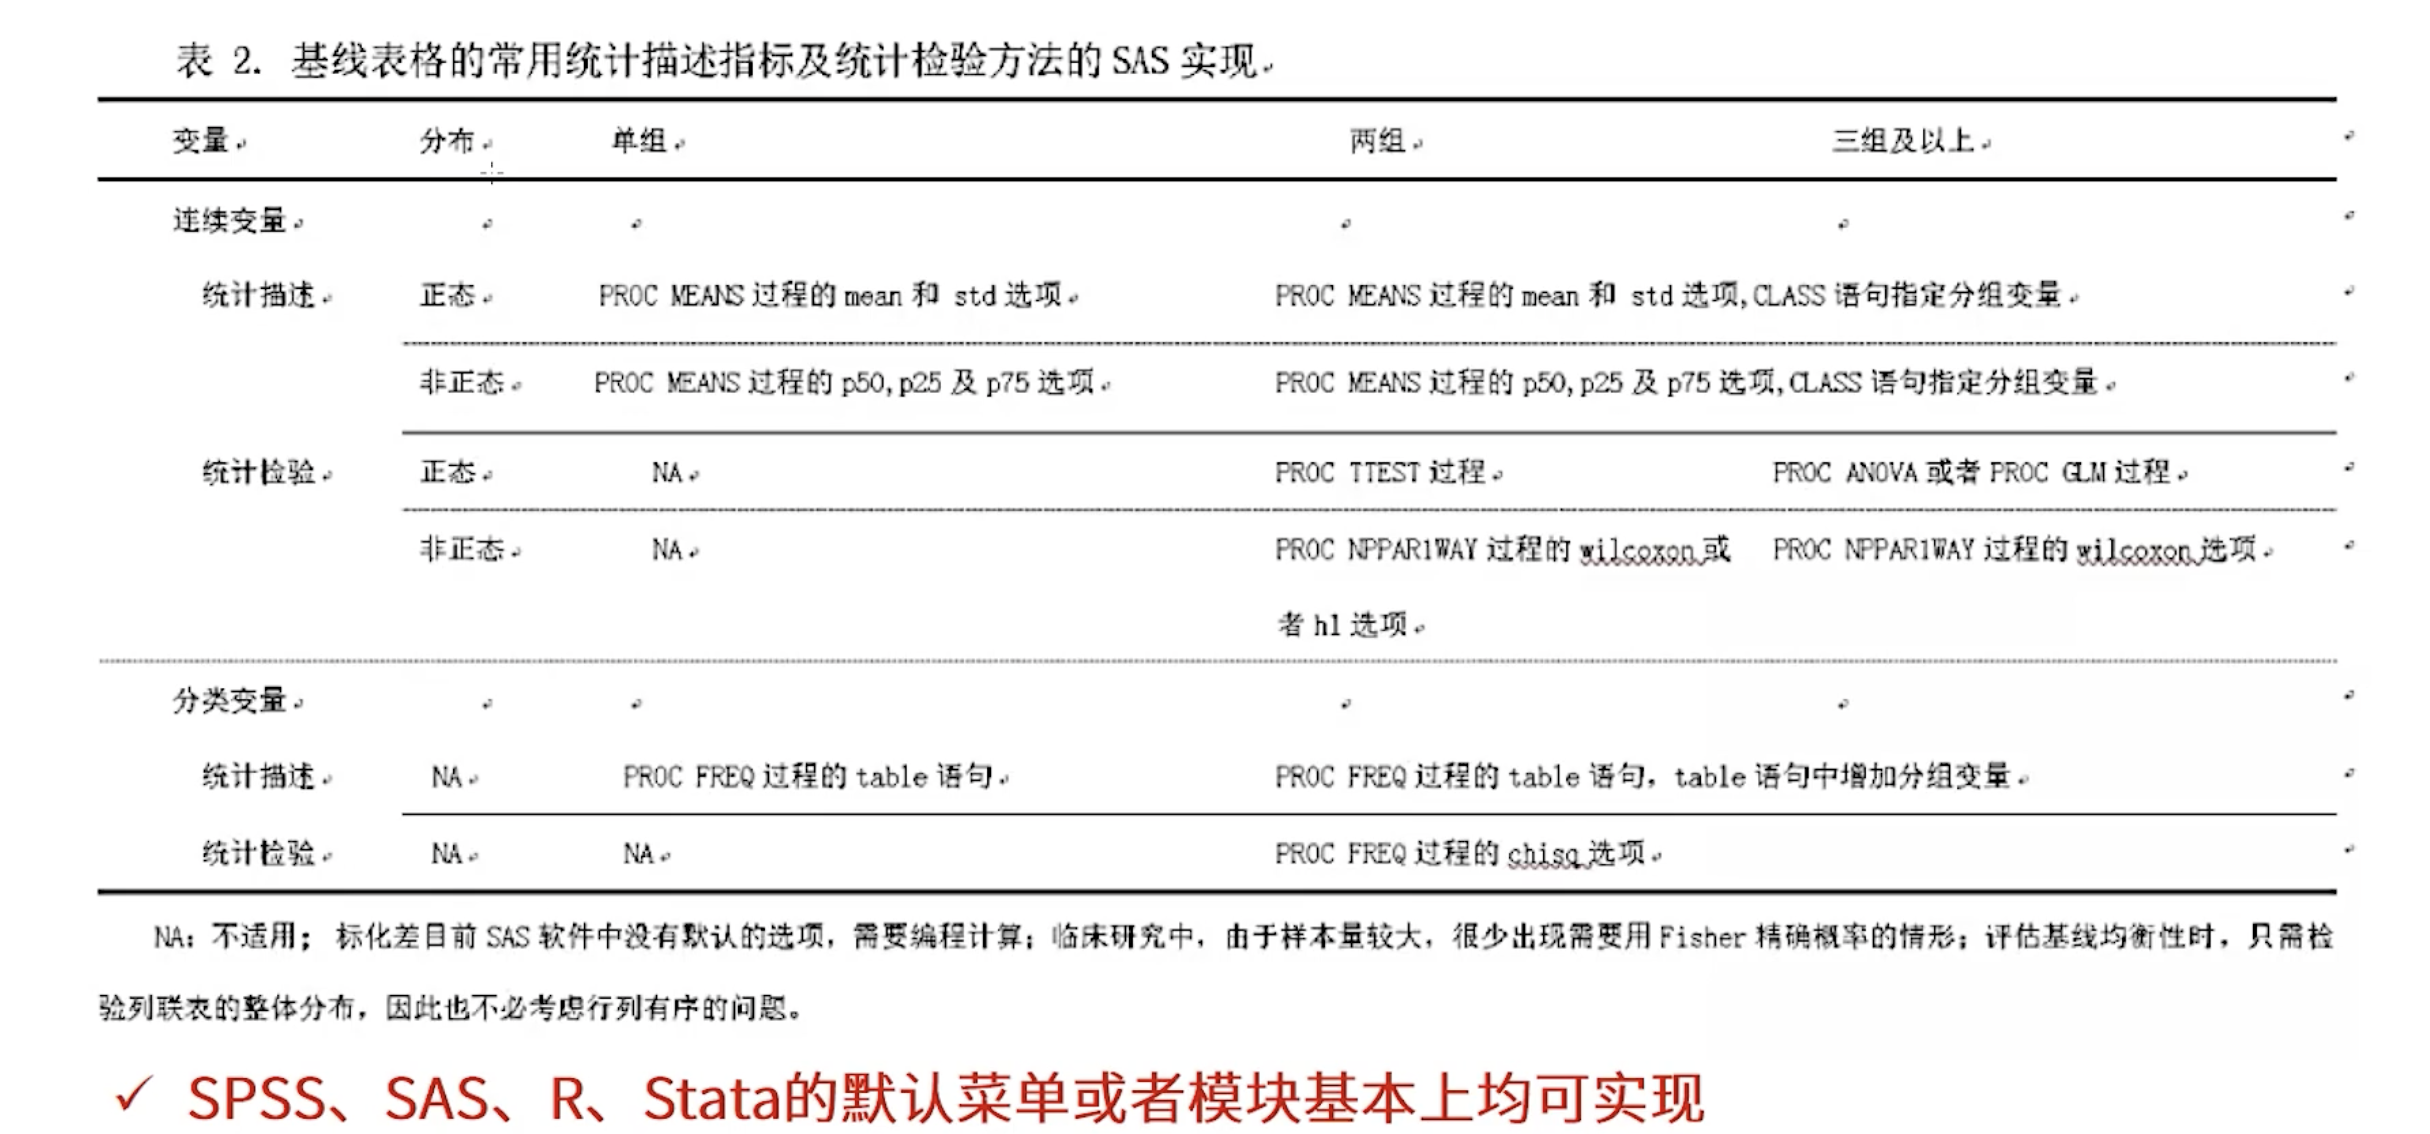 表 2. 基线表格的常用统计描述指标及统计检验方法的 SAS 实现
变量 分布 单组 两组 三组及以上
连续变量
统计描述 正态 PROC MEANS 过程的 mean 和 std 选项 PROC MEANS 过程的 mean 和 std 选项,CLASS 语句指定分组变量
非正态 PROC MEANS 过程的 p50,p25 及 p75 选项 PROC MEANS 过程的 p50,p25 及 p75 选项,CLASS 语句指定分组变量
统计检验 正态 NA PROC TTEST 过程 PROC ANOVA 或者 PROC GLM 过程
非正态 NA PROC NPPAR1WAY 过程的 wilcoxon 或 PROC NPPAR1WAY 过程的 wilcoxon 选项
者 hl 选项
分类变量
统计描述 NA PROC FREQ 过程的 table 语句 PROC FREQ 过程的 table 语句，table 语句中增加分组变量
统计检验 NA NA PROC FREQ 过程的 chisq 选项
NA：不适用； 标化差目前 SAS 软件中没有默认的选项，需要编程计算；临床研究中，由于样本量较大，很少出现需要用 Fisher 精确概率的情形；评估基线均衡性时，只需检
验列联表的整体分布，因此也不必考虑行列有序的问题。
✓ SPSS、SAS、R、Stata的默认菜单或者模块基本上均可实现